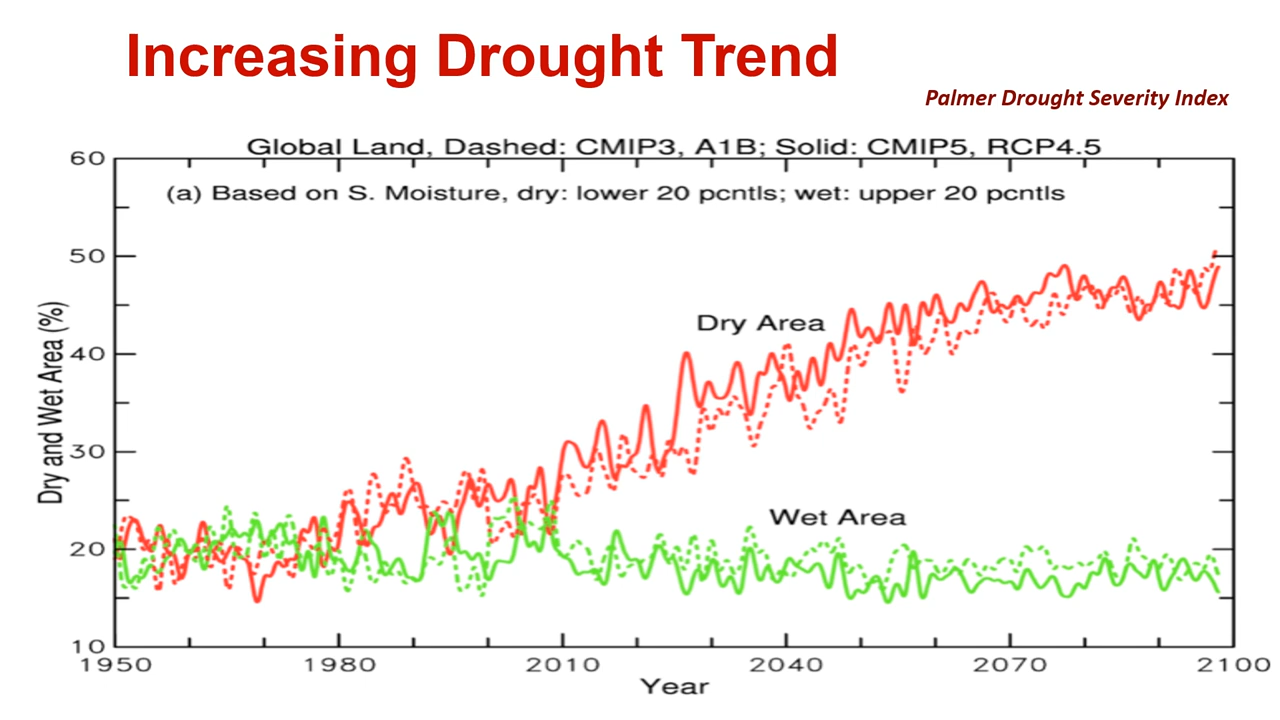 Increasing Drought Trend
Palmer Drought Severity Index
Global Land, Dashed: CMIP3, A1B; Solid: CMIP5, RCP4.5
(a) Based on S. Moisture, dry: lower 20 pcntls; wet: upper 20 pcntls
60
50
40
30
20
10
Dry and Wet Area (%)
Dry Area
Wet Area
1950 1980 2010 2040 2070 2100
Year